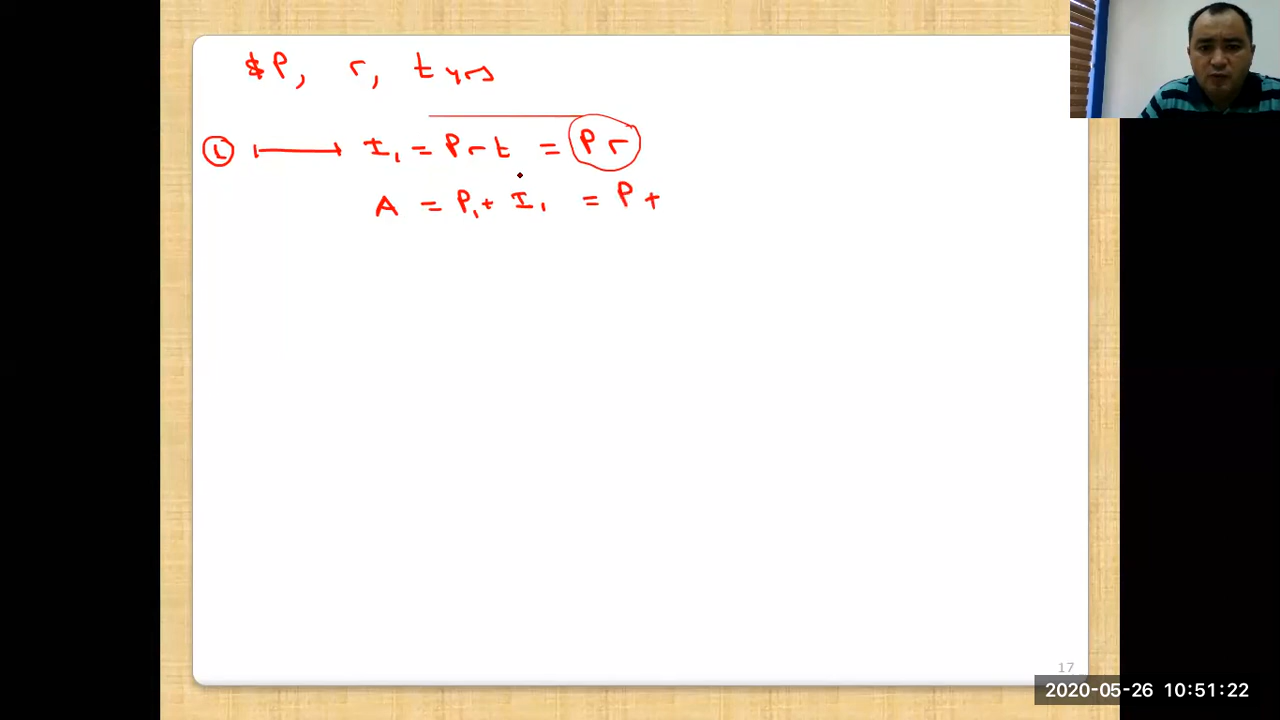 $P, r, t yrs
① I₁ = Prt = Pr
A = P₁ + I₁ = P +
17
2020-05-26 10:51:22